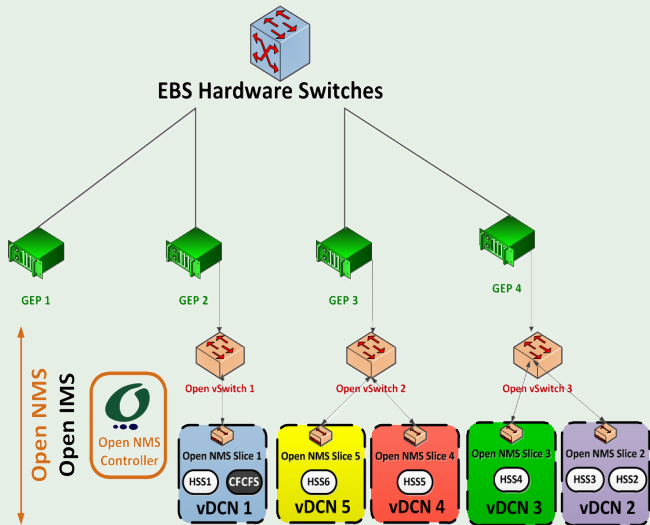 EBS Hardware Switches
GEP 1
GEP 2
GEP 3
GEP 4
Open vSwitch 1
Open vSwitch 2
Open vSwitch 3
Open NMS
Open IMS
Open NMS
Controller
Open NMS Slice 1
HSS1
CFCFS
vDCN 1
Open NMS Slice 5
HSS6
vDCN 5
Open NMS Slice 4
HSS5
vDCN 4
Open NMS Slice 3
HSS4
vDCN 3
Open NMS Slice 2
HSS3
HSS2
vDCN 2